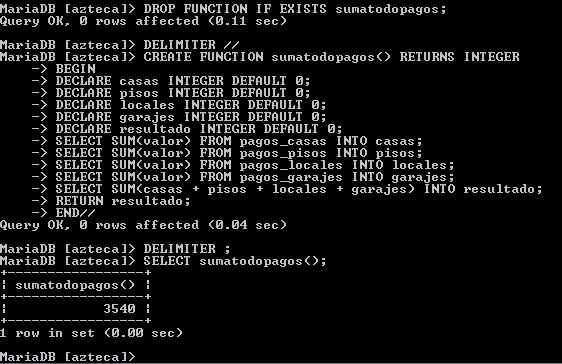 MariaDB [azteca]> DROP FUNCTION IF EXISTS sumatodopagos;
Query OK, 0 rows affected (0.11 sec)
MariaDB [azteca]> DELIMITER //
MariaDB [azteca]> CREATE FUNCTION sumatodopagos() RETURNS INTEGER
    -> BEGIN
    -> DECLARE casas INTEGER DEFAULT 0;
    -> DECLARE pisos INTEGER DEFAULT 0;
    -> DECLARE locales INTEGER DEFAULT 0;
    -> DECLARE garajes INTEGER DEFAULT 0;
    -> DECLARE resultado INTEGER DEFAULT 0;
    -> SELECT SUM(valor) FROM pagos_casas INTO casas;
    -> SELECT SUM(valor) FROM pagos_pisos INTO pisos;
    -> SELECT SUM(valor) FROM pagos_locales INTO locales;
    -> SELECT SUM(valor) FROM pagos_garajes INTO garajes;
    -> SELECT SUM(casas + pisos + locales + garajes) INTO resultado;
    -> RETURN resultado;
    -> END//
Query OK, 0 rows affected (0.04 sec)
MariaDB [azteca]> DELIMITER ;
MariaDB [azteca]> SELECT sumatodopagos();
+-----------------+
| sumatodopagos() |
+-----------------+
|            3540 |
+-----------------+
1 row in set (0.00 sec)
MariaDB [azteca]>